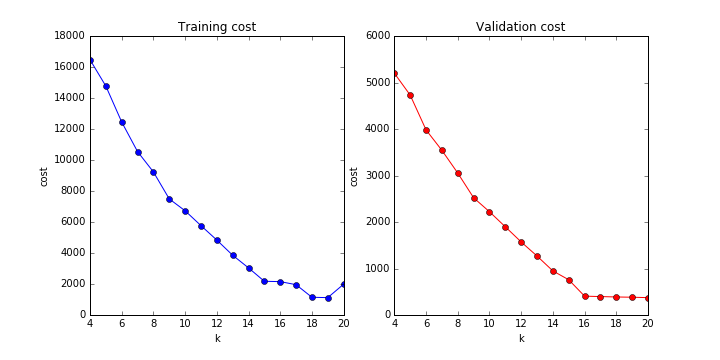 Training cost
18000
16000
14000
12000
10000
8000
6000
4000
2000
0
cost
4 6 8 10 12 14 16 18 20
k
Validation cost
6000
5000
4000
3000
2000
1000
0
cost
4 6 8 10 12 14 16 18 20
k